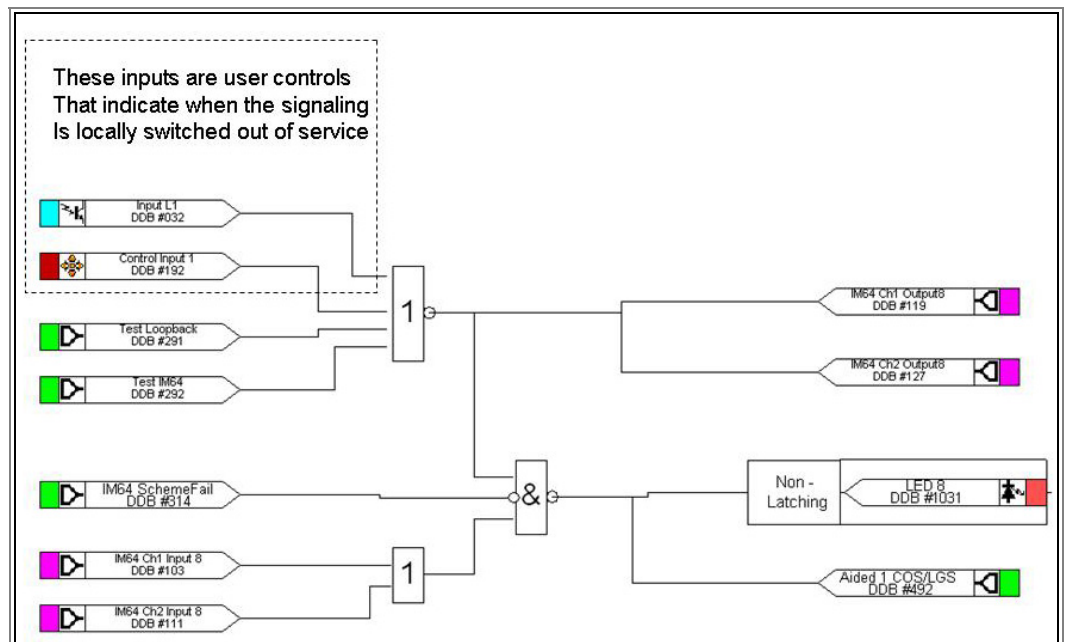 These inputs are user controls
That indicate when the signaling
Is locally switched out of service
Input L1
DDB #032
Control Input 1
DDB #192
Test Loopback
DDB #291
Test IM64
DDB #292
1
IM64 Ch1 Output8
DDB #119
IM64 Ch2 Output8
DDB #127
IM64 SchemeFail
DDB #314
&
Non -
Latching
LED 8
DDB #1031
IM64 Ch1 Input 8
DDB #103
IM64 Ch2 Input 8
DDB #111
1
Aided 1 COS/LGS
DDB #492